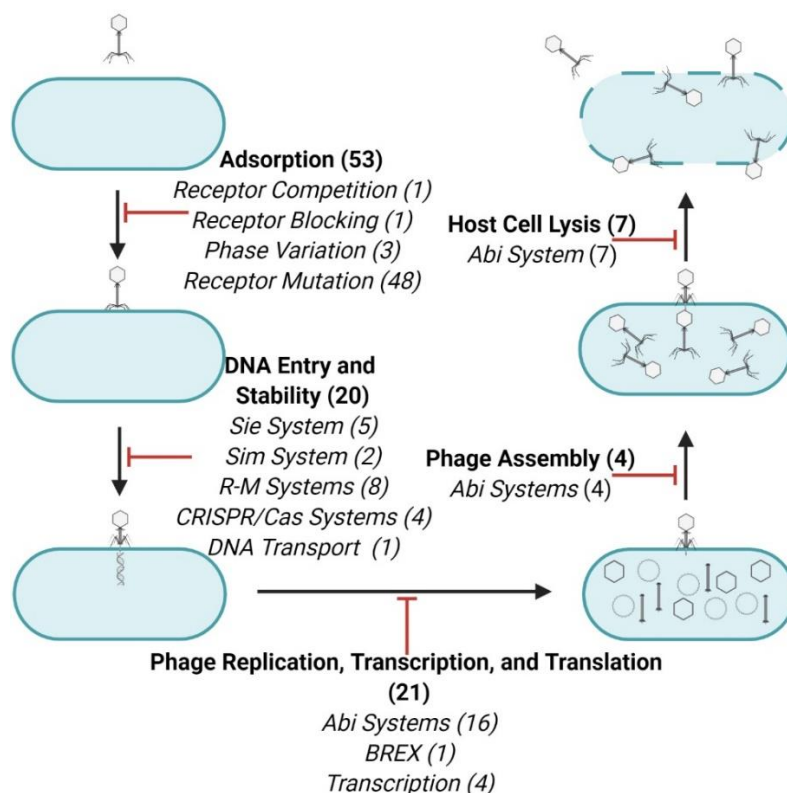 Adsorption (53)
Receptor Competition (1)
Receptor Blocking (1)
Phase Variation (3)
Receptor Mutation (48)
DNA Entry and
Stability (20)
Sie System (5)
Sim System (2)
R-M Systems (8)
CRISPR/Cas Systems (4)
DNA Transport (1)
Phage Replication, Transcription, and Translation
(21)
Abi Systems (16)
BREX (1)
Transcription (4)
Phage Assembly (4)
Abi Systems (4)
Host Cell Lysis (7)
Abi System (7)